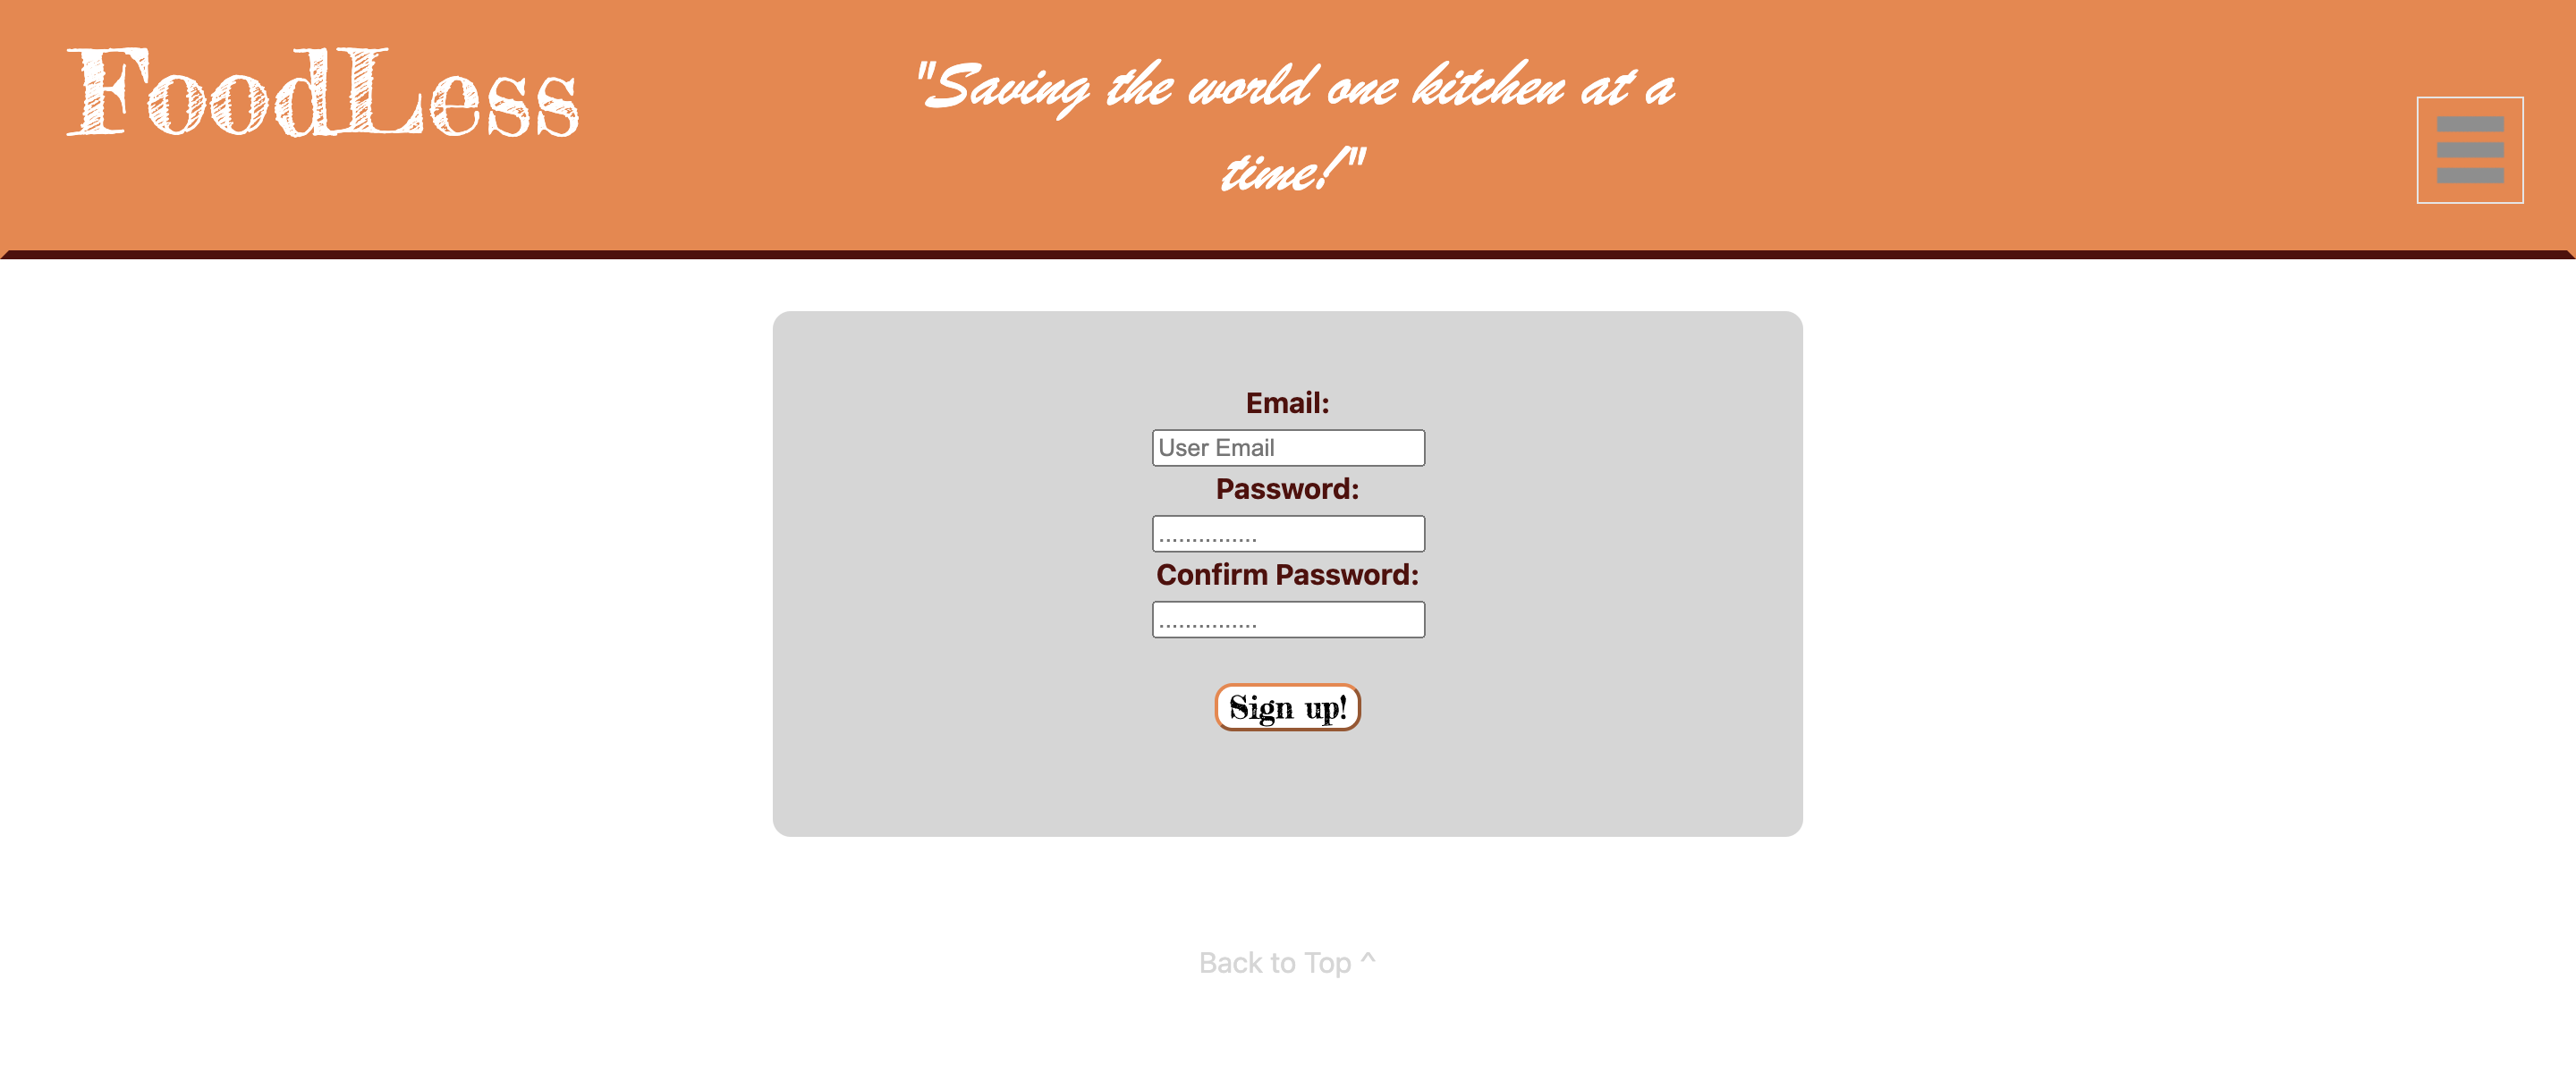 FoodLess
"Saving the world one kitchen at a
time!"
Email:
User Email
Password:
...............
Confirm Password:
...............
Sign up!
Back to Top ^